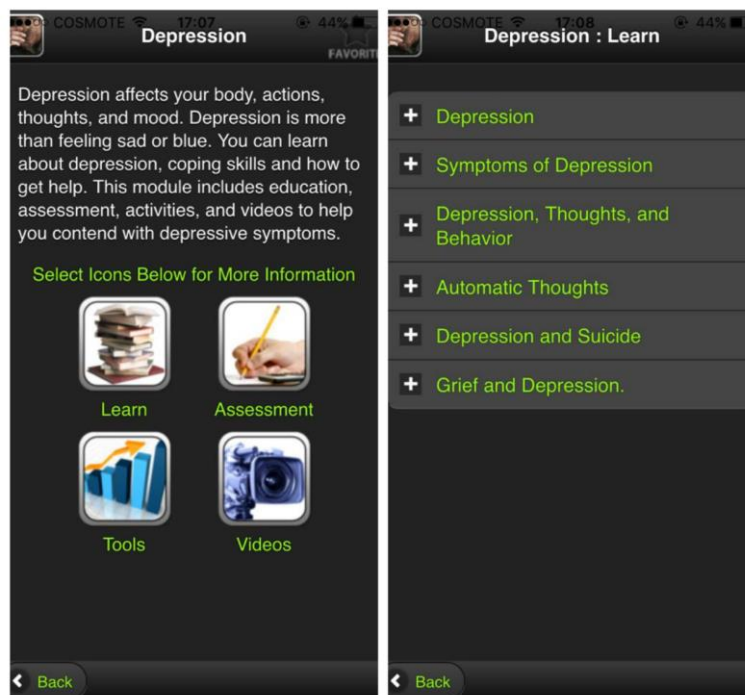 COSMOTE 17:07 44%
Depression
FAVORIT
Depression affects your body, actions,
thoughts, and mood. Depression is more
than feeling sad or blue. You can learn
about depression, coping skills and how to
get help. This module includes education,
assessment, activities, and videos to help
you contend with depressive symptoms.
Select Icons Below for More Information
Learn Assessment
Tools Videos
Back
COSMOTE 17:08 44%
Depression : Learn
Depression
Symptoms of Depression
Depression, Thoughts, and
Behavior
Automatic Thoughts
Depression and Suicide
Grief and Depression.
Back